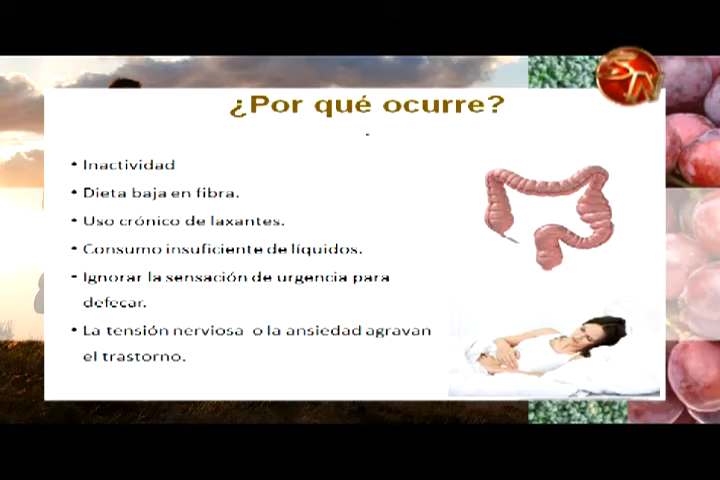 STN
¿Por qué ocurre?
• Inactividad
• Dieta baja en fibra.
• Uso crónico de laxantes.
• Consumo insuficiente de líquidos.
• Ignorar la sensación de urgencia para
defecar.
• La tensión nerviosa o la ansiedad agravan
el trastorno.